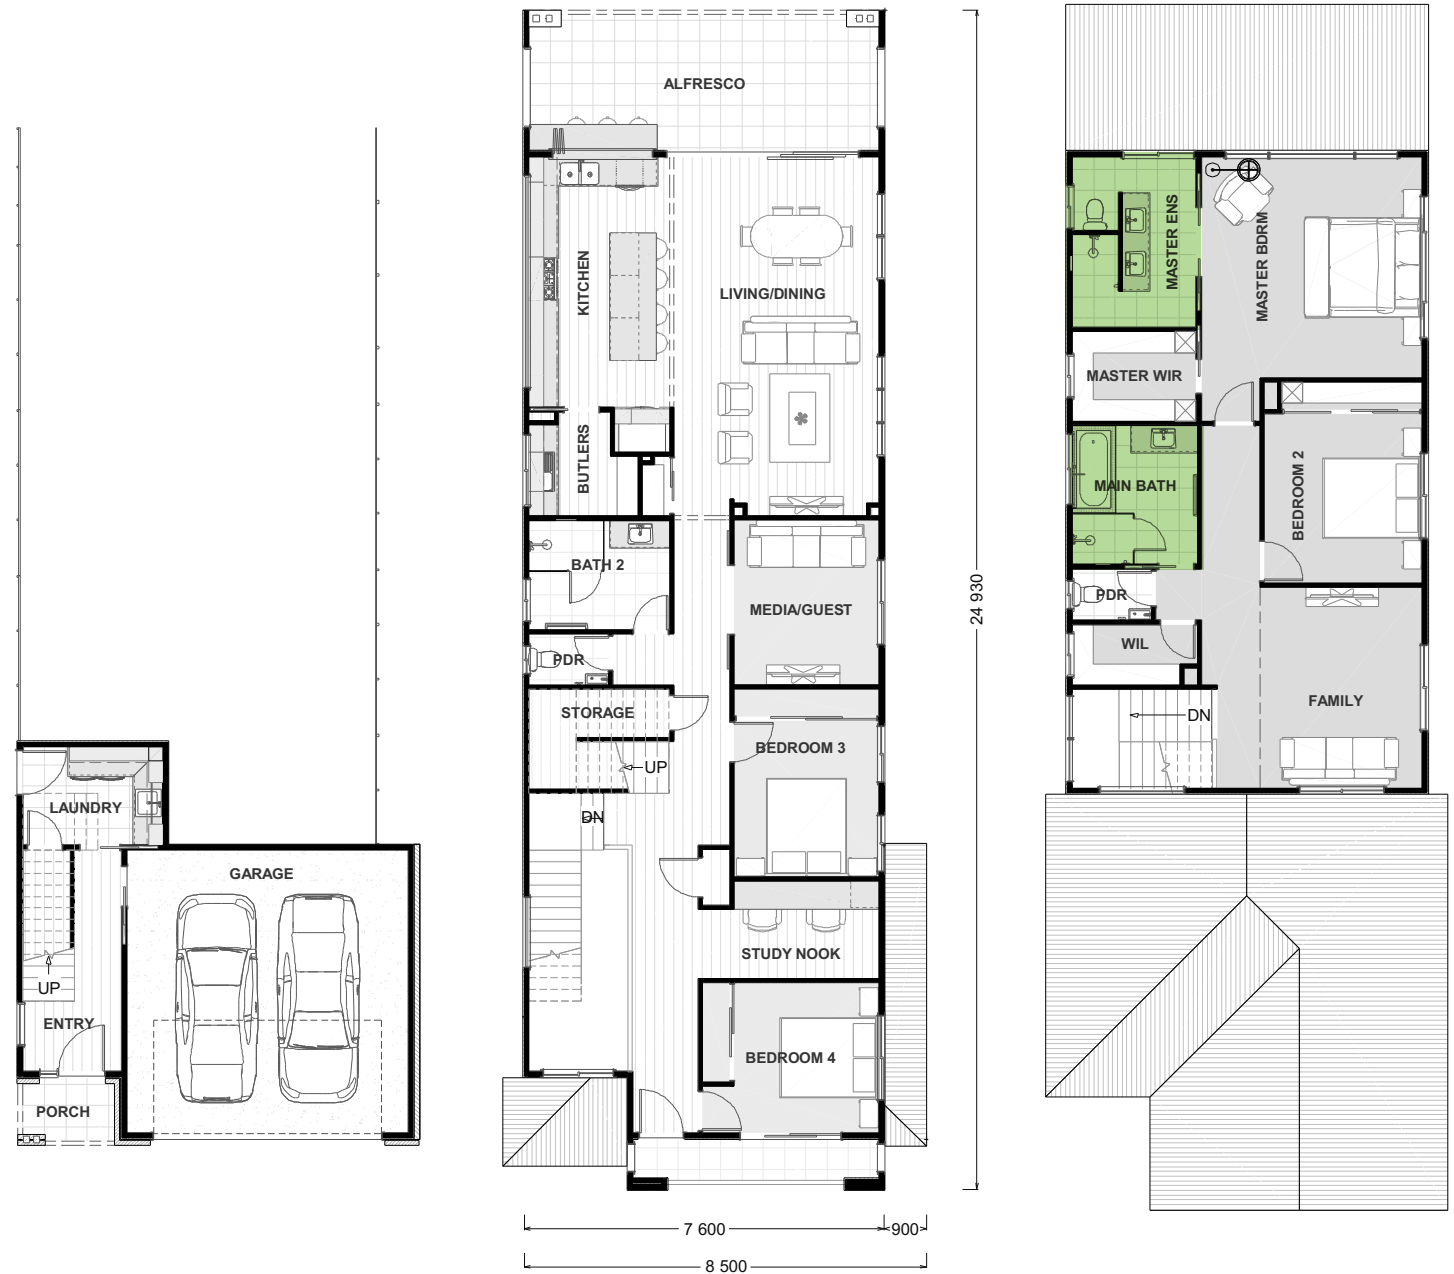 LAUNDRY
GARAGE
UP
ENTRY
PORCH
ALFRESCO
KITCHEN
LIVING/DINING
BUTLERS
BATH 2
MEDIA/GUEST
PDR
STORAGE
BEDROOM 3
UP
DN
STUDY NOOK
BEDROOM 4
24 930
7 600
900
8 500
MASTER ENS
MASTER BDRM
MASTER WIR
MAIN BATH
BEDROOM 2
PDR
WIL
FAMILY
DN